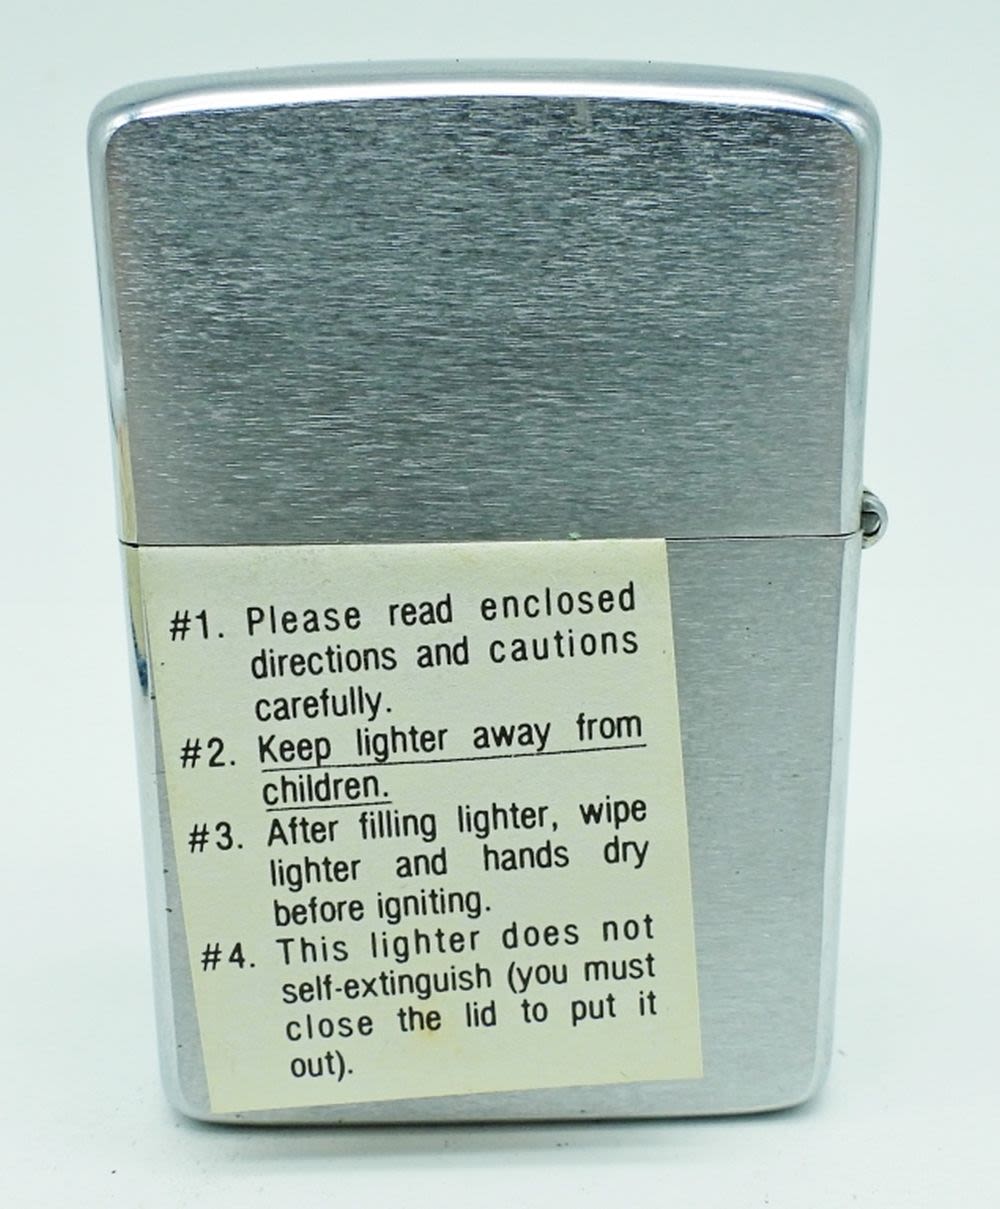 #1. Please read enclosed
directions and cautions
carefully.
#2. Keep lighter away from
children.
#3. After filling lighter, wipe
lighter and hands dry
before igniting.
#4. This lighter does not
self-extinguish (you must
close the lid to put it
out).